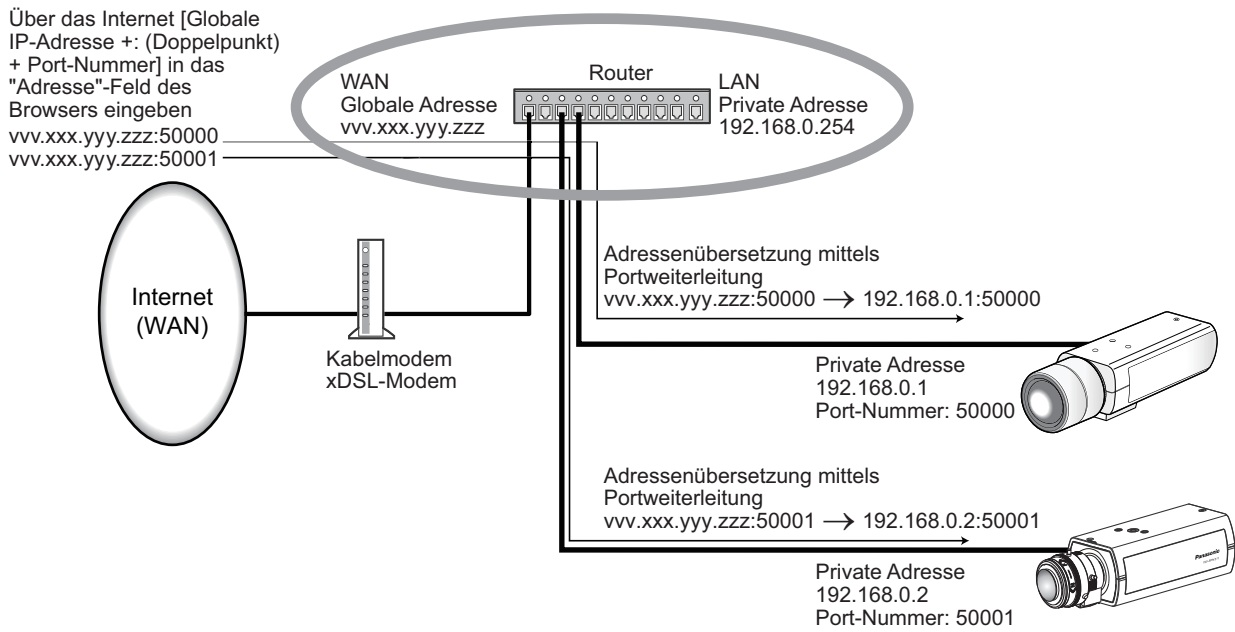 Über das Internet [Globale
IP-Adresse +: (Doppelpunkt)
+ Port-Nummer] in das
"Adresse"-Feld des
Browsers eingeben
vvv.xxx.yyy.zzz:50000
vvv.xxx.yyy.zzz:50001
WAN
Globale Adresse
vvv.xxx.yyy.zzz
Router
LAN
Private Adresse
192.168.0.254
Internet
(WAN)
Kabelmodem
xDSL-Modem
Adressenübersetzung mittels
Portweiterleitung
vvv.xxx.yyy.zzz:50000 → 192.168.0.1:50000
Private Adresse
192.168.0.1
Port-Nummer: 50000
Adressenübersetzung mittels
Portweiterleitung
vvv.xxx.yyy.zzz:50001 → 192.168.0.2:50001
Panasonic
Private Adresse
192.168.0.2
Port-Nummer: 50001